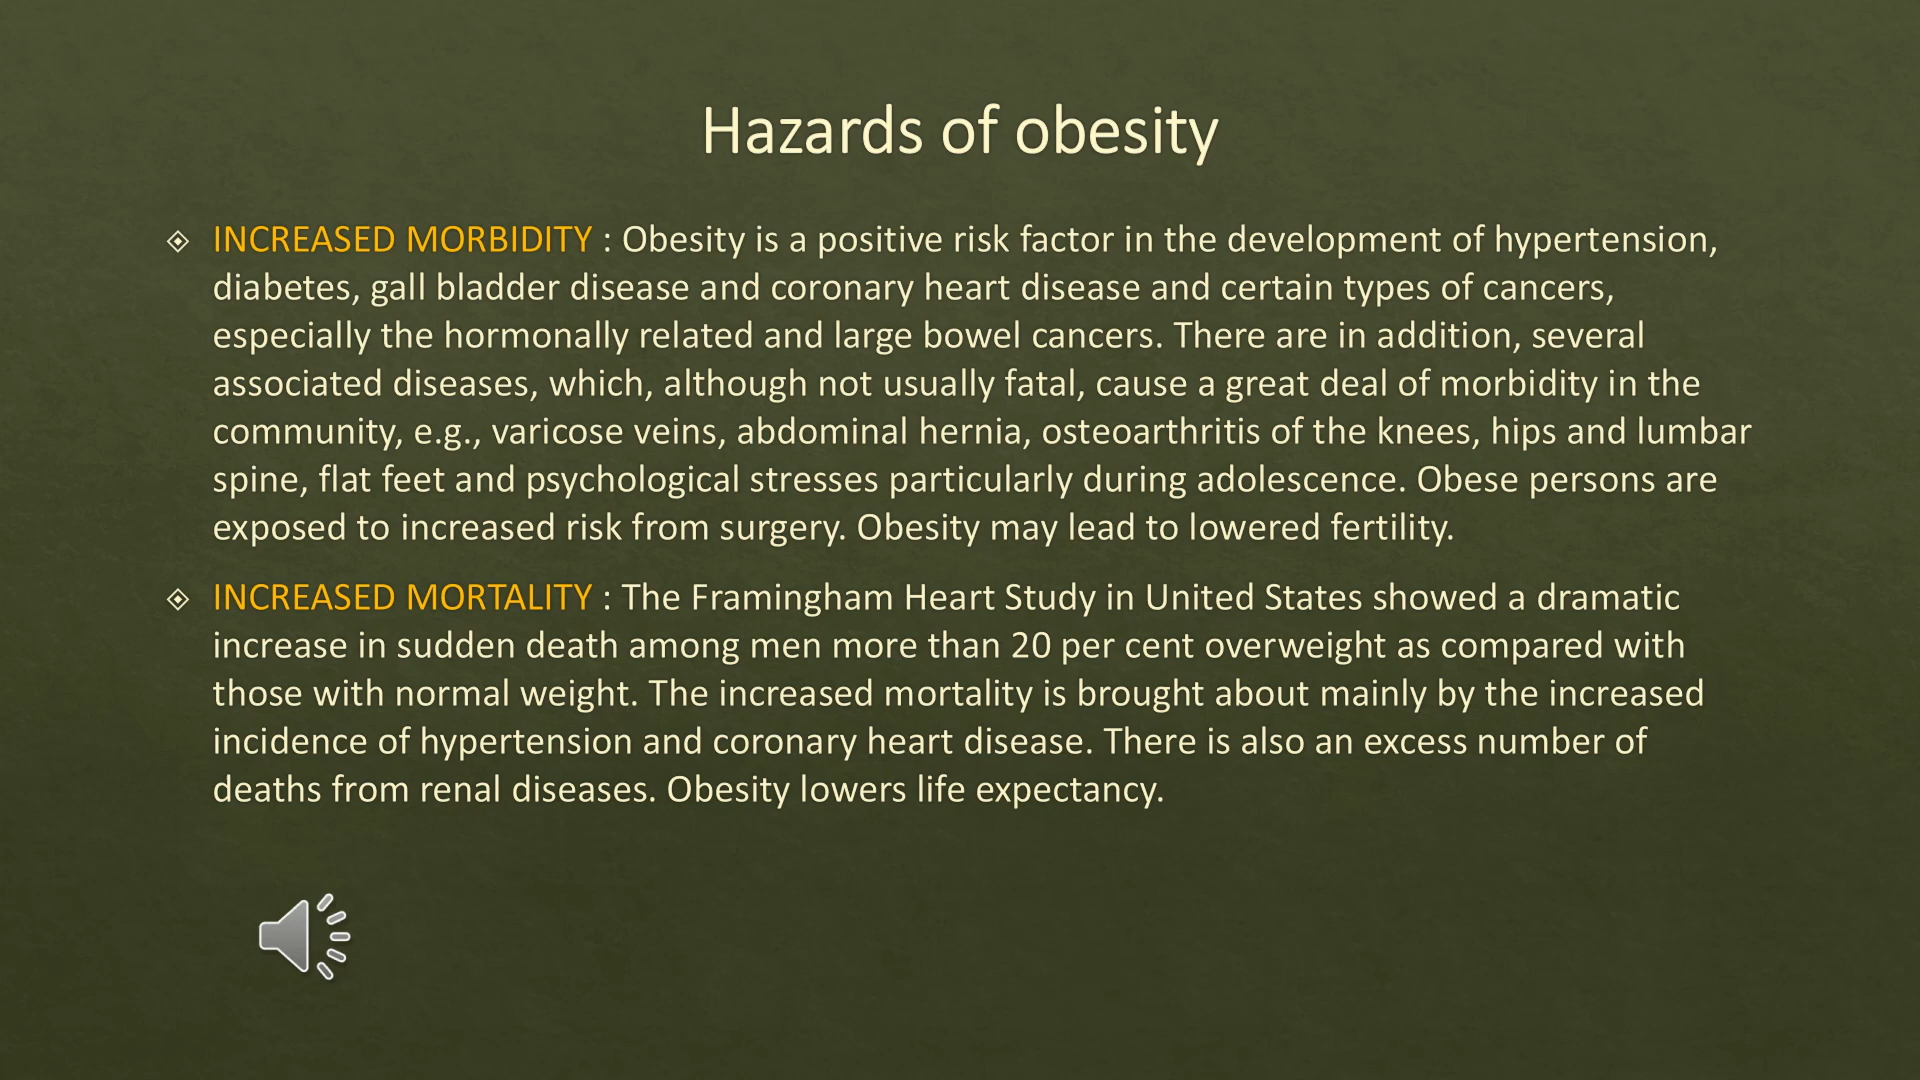 Hazards of obesity
INCREASED MORBIDITY : Obesity is a positive risk factor in the development of hypertension,
diabetes, gall bladder disease and coronary heart disease and certain types of cancers,
especially the hormonally related and large bowel cancers. There are in addition, several
associated diseases, which, although not usually fatal, cause a great deal of morbidity in the
community, e.g., varicose veins, abdominal hernia, osteoarthritis of the knees, hips and lumbar
spine, flat feet and psychological stresses particularly during adolescence. Obese persons are
exposed to increased risk from surgery. Obesity may lead to lowered fertility.
INCREASED MORTALITY : The Framingham Heart Study in United States showed a dramatic
increase in sudden death among men more than 20 per cent overweight as compared with
those with normal weight. The increased mortality is brought about mainly by the increased
incidence of hypertension and coronary heart disease. There is also an excess number of
deaths from renal diseases. Obesity lowers life expectancy.